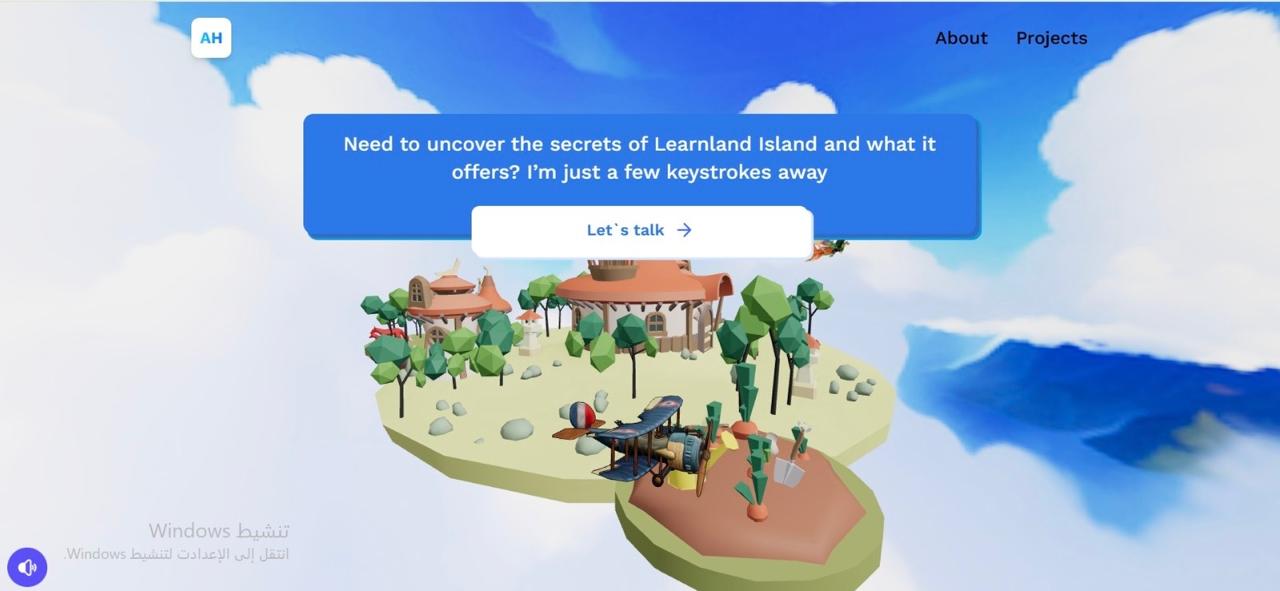 AH
About
Projects
Need to uncover the secrets of Learnland Island and what it
offers? I’m just a few keystrokes away
Let`s talk →
تنشيط Windows
انتقل إلى الإعدادت لتنشيط Windows.